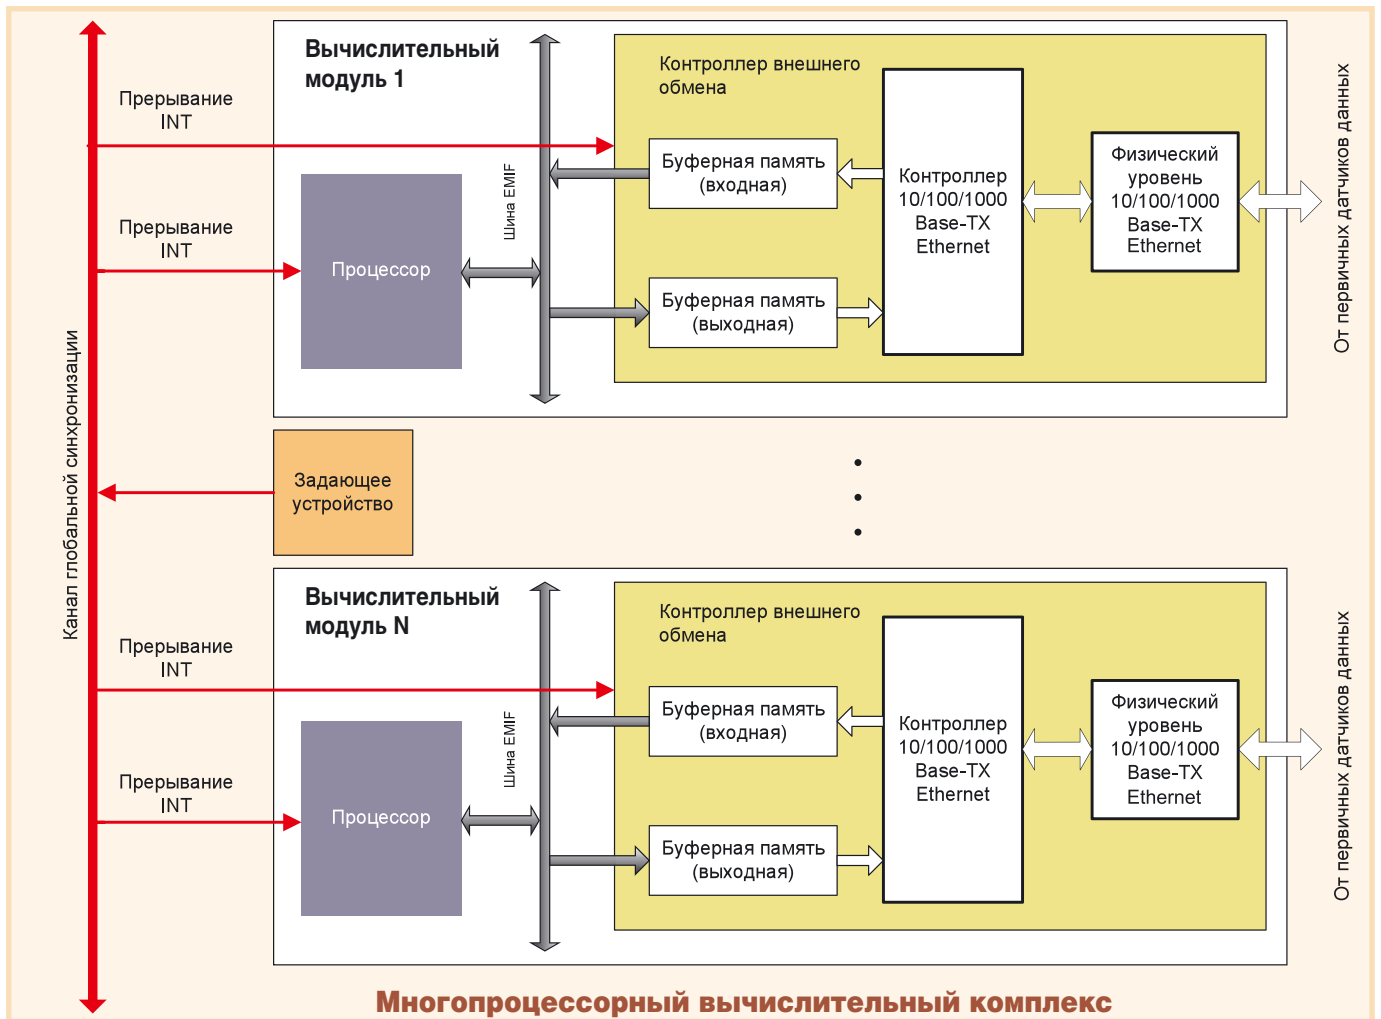 Канал глобальной синхронизации
Вычислительный
модуль 1
Прерывание
INT
Прерывание
INT
Процессор
Шина EMIF
Контроллер внешнего
обмена
Буферная память
(входная)
Буферная память
(выходная)
Контроллер
10/100/1000
Base-TX
Ethernet
Физический
уровень
10/100/1000
Base-TX
Ethernet
От первичных датчиков данных
Задающее
устройство
Вычислительный
модуль N
Прерывание
INT
Прерывание
INT
Процессор
Шина EMIF
Контроллер внешнего
обмена
Буферная память
(входная)
Буферная память
(выходная)
Контроллер
10/100/1000
Base-TX
Ethernet
Физический
уровень
10/100/1000
Base-TX
Ethernet
От первичных датчиков данных
Многопроцессорный вычислительный комплекс